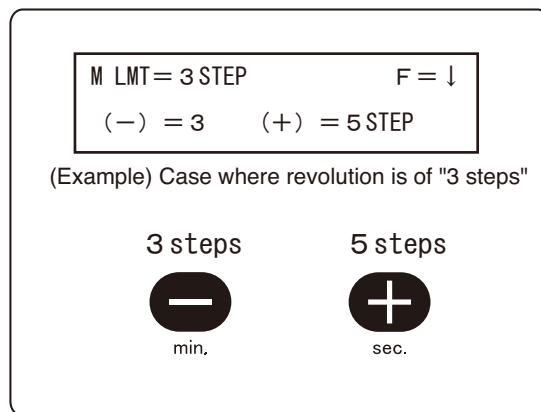 M LMT＝3 STEP F＝↓
(－) ＝3 (＋) ＝5 STEP
(Example) Case where revolution is of "3 steps"
3 steps 5 steps
－ ＋
min. sec.